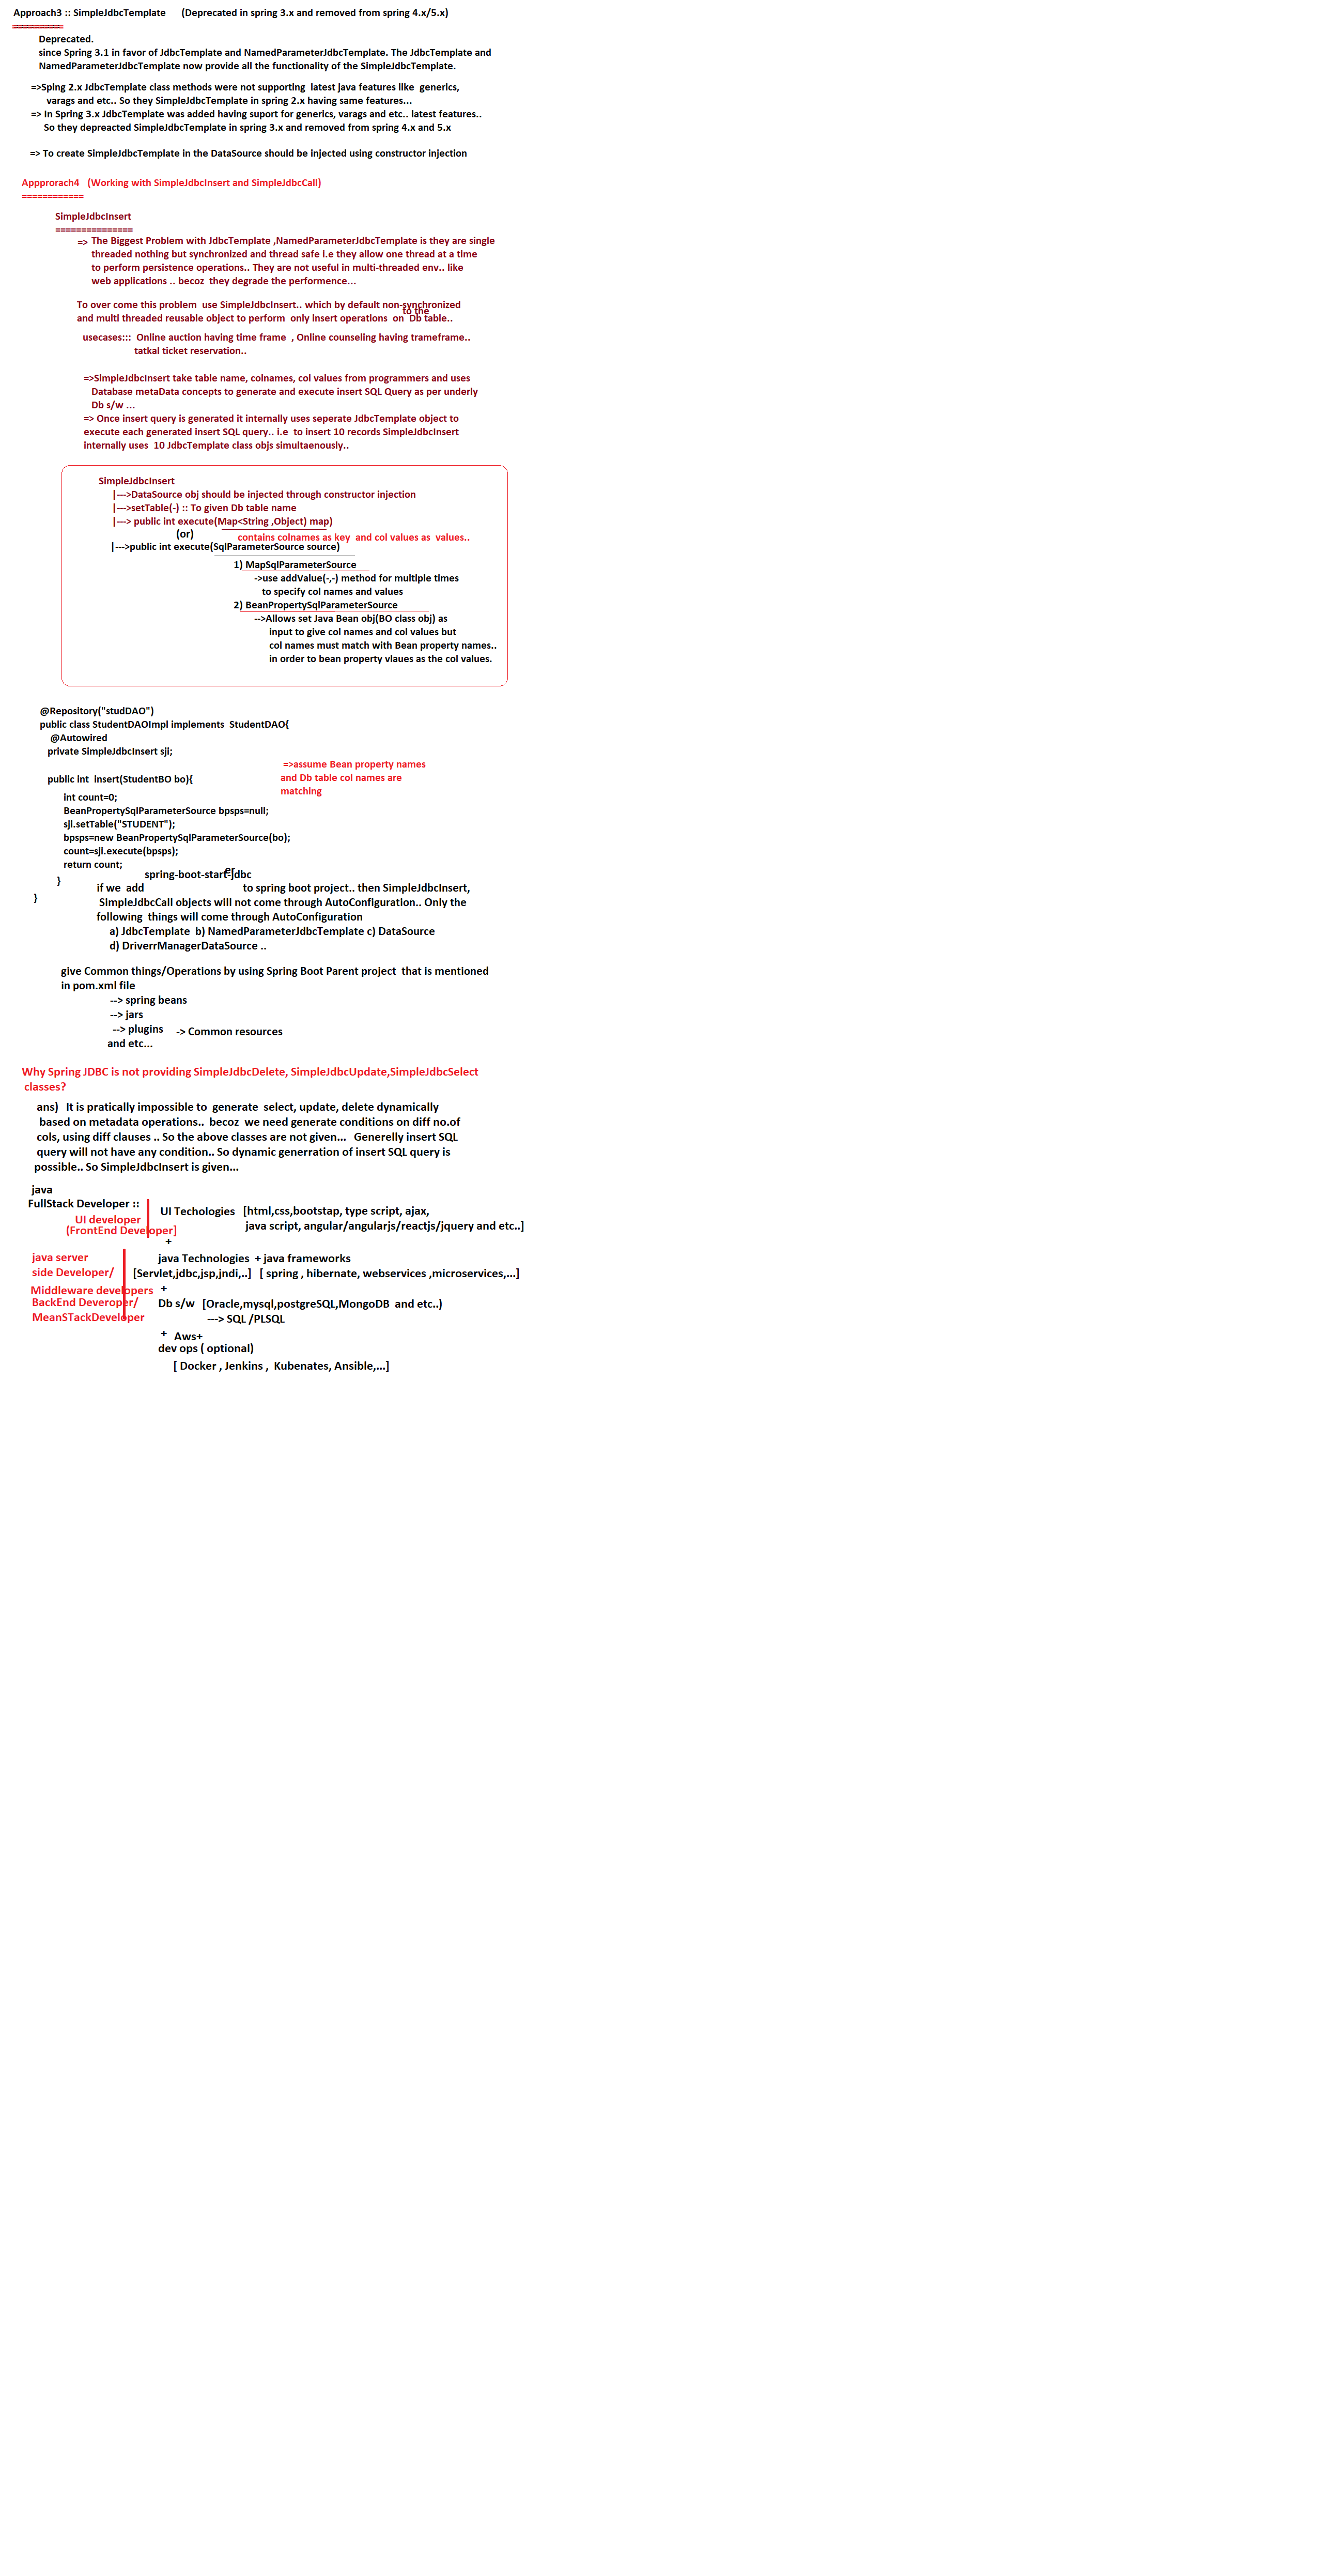 Approach3 :: SimpleJdbcTemplate (Deprecated in spring 3.x and removed from spring 4.x/5.x)
=========
Deprecated.
since Spring 3.1 in favor of JdbcTemplate and NamedParameterJdbcTemplate. The JdbcTemplate and
NamedParameterJdbcTemplate now provide all the functionality of the SimpleJdbcTemplate.
=>Sping 2.x JdbcTemplate class methods were not supporting latest java features like generics,
varags and etc.. So they SimpleJdbcTemplate in spring 2.x having same features...
=> In Spring 3.x JdbcTemplate was added having suport for generics, varags and etc.. latest features..
So they depreacted SimpleJdbcTemplate in spring 3.x and removed from spring 4.x and 5.x
=> To create SimpleJdbcTemplate in the DataSource should be injected using constructor injection
Appprorach4 (Working with SimpleJdbcInsert and SimpleJdbcCall)
============
SimpleJdbcInsert
===============
=> The Biggest Problem with JdbcTemplate ,NamedParameterJdbcTemplate is they are single
threaded nothing but synchronized and thread safe i.e they allow one thread at a time
to perform persistence operations.. They are not useful in multi-threaded env.. like
web applications .. becoz they degrade the performence...
To over come this problem use SimpleJdbcInsert.. which by default non-synchronized
to the
and multi threaded reusable object to perform only insert operations on Db table..
usecases::: Online auction having time frame , Online counseling having trameframe..
tatkal ticket reservation..
=>SimpleJdbcInsert take table name, colnames, col values from programmers and uses
Database metaData concepts to generate and execute insert SQL Query as per underly
Db s/w ...
=> Once insert query is generated it internally uses seperate JdbcTemplate object to
execute each generated insert SQL query.. i.e to insert 10 records SimpleJdbcInsert
internally uses 10 JdbcTemplate class objs simultaenously..
SimpleJdbcInsert
|--->DataSource obj should be injected through constructor injection
|--->setTable(-) :: To given Db table name
|---> public int execute(Map<String ,Object) map)
(or)
contains colnames as key and col values as values..
|--->public int execute(SqlParameterSource source)
1) MapSqlParameterSource
->use addValue(-,-) method for multiple times
to specify col names and values
2) BeanPropertySqlParameterSource
-->Allows set Java Bean obj(BO class obj) as
input to give col names and col values but
col names must match with Bean property names..
in order to bean property vlaues as the col values.
@Repository("studDAO")
public class StudentDAOImpl implements StudentDAO{
@Autowired
private SimpleJdbcInsert sji;
=>assume Bean property names
and Db table col names are
matching
public int insert(StudentBO bo){
int count=0;
BeanPropertySqlParameterSource bpsps=null;
sji.setTable("STUDENT");
bpsps=new BeanPropertySqlParameterSource(bo);
count=sji.execute(bpsps);
return count;
}
}
er
spring-boot-start-jdbc
if we add to spring boot project.. then SimpleJdbcInsert,
SimpleJdbcCall objects will not come through AutoConfiguration.. Only the
following things will come through AutoConfiguration
a) JdbcTemplate b) NamedParameterJdbcTemplate c) DataSource
d) DriverrManagerDataSource ..
give Common things/Operations by using Spring Boot Parent project that is mentioned
in pom.xml file
--> spring beans
--> jars
--> plugins -> Common resources
and etc...
Why Spring JDBC is not providing SimpleJdbcDelete, SimpleJdbcUpdate,SimpleJdbcSelect
classes?
ans) It is pratically impossible to generate select, update, delete dynamically
based on metadata operations.. becoz we need generate conditions on diff no.of
cols, using diff clauses .. So the above classes are not given... Generelly insert SQL
query will not have any condition.. So dynamic generration of insert SQL query is
possible.. So SimpleJdbcInsert is given...
java
FullStack Developer ::
UI Techologies [html,css,bootstap, type script, ajax,
java script, angular/angularjs/reactjs/jquery and etc..]
UI developer
(FrontEnd Developer]
+
java server
side Developer/
java Technologies + java frameworks
[Servlet,jdbc,jsp,jndi,..] [ spring , hibernate, webservices ,microservices,...]
Middleware developers
+
BackEnd Deveroper/
Db s/w [Oracle,mysql,postgreSQL,MongoDB and etc..)
MeanSTackDeveloper
---> SQL /PLSQL
+ Aws+
dev ops ( optional)
[ Docker , Jenkins , Kubenates, Ansible,...]